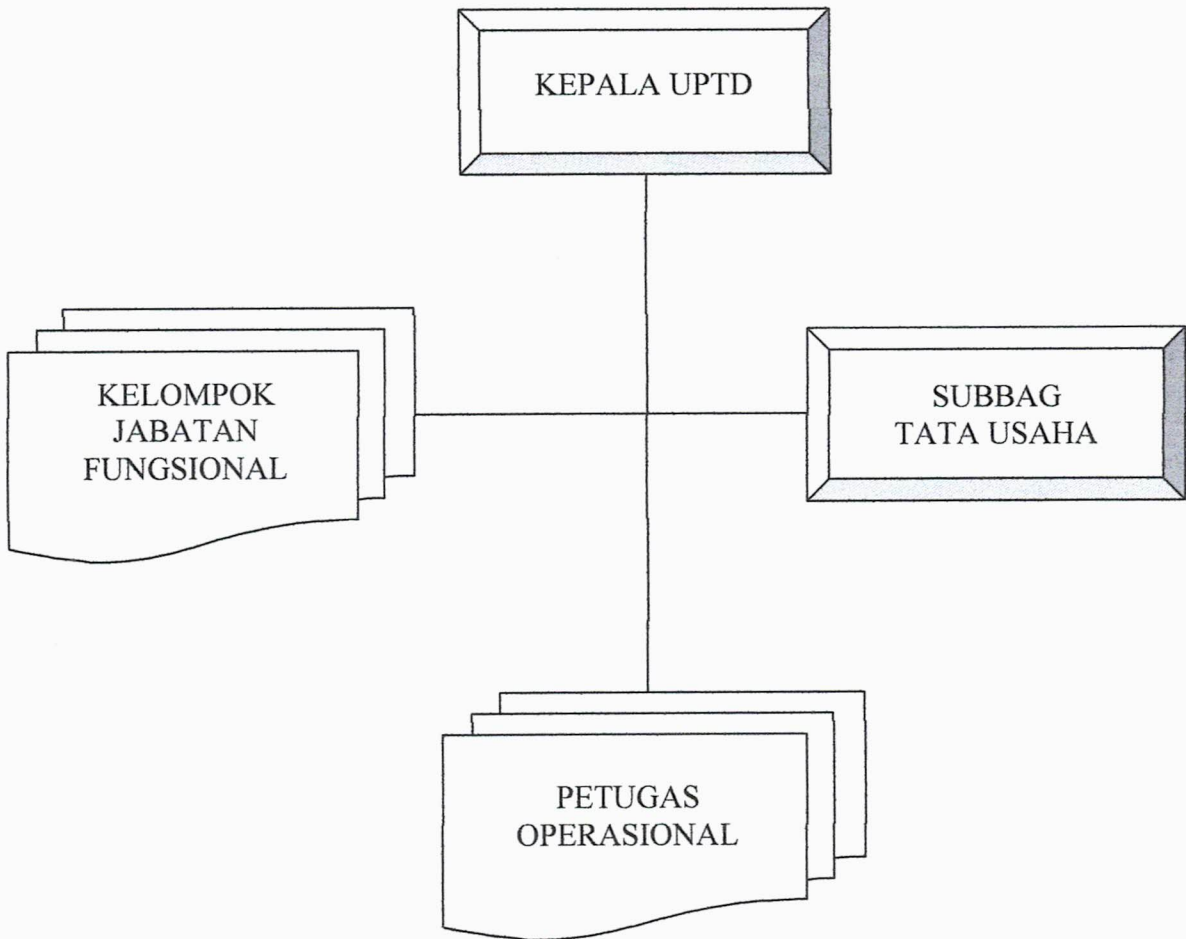 KEPALA UPTD
KELOMPOK
JABATAN
FUNGSIONAL
SUBBAG
TATA USAHA
PETUGAS
OPERASIONAL